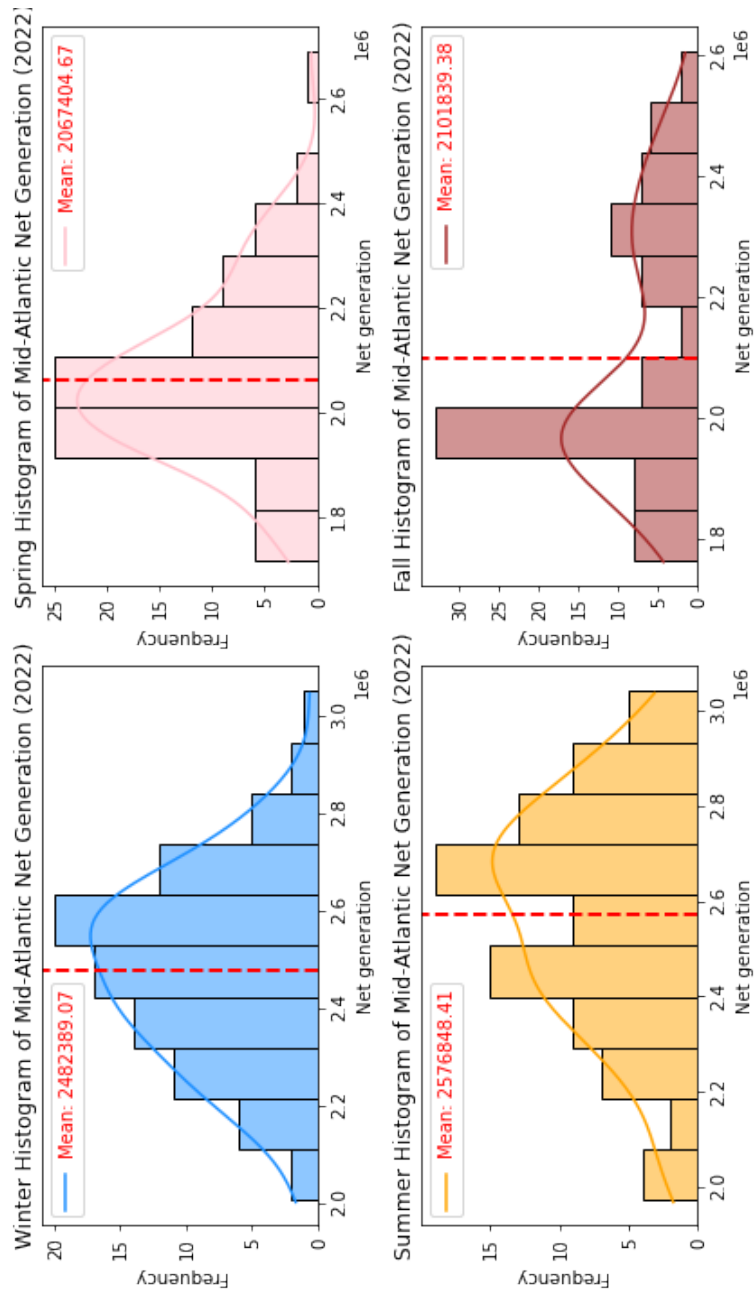 Winter Histogram of Mid-Atlantic Net Generation (2022)
Mean: 2482389.07
Frequency
20
15
10
5
0
2.0
2.2
2.4
2.6
2.8
3.0
Net generation
1e6
Spring Histogram of Mid-Atlantic Net Generation (2022)
Mean: 2067404.67
Frequency
25
20
15
10
5
0
1.8
2.0
2.2
2.4
2.6
Net generation
1e6
Summer Histogram of Mid-Atlantic Net Generation (2022)
Mean: 2576848.41
Frequency
15
10
5
0
2.0
2.2
2.4
2.6
2.8
3.0
Net generation
1e6
Fall Histogram of Mid-Atlantic Net Generation (2022)
Mean: 2101839.38
Frequency
30
25
20
15
10
5
0
1.8
2.0
2.2
2.4
2.6
Net generation
1e6